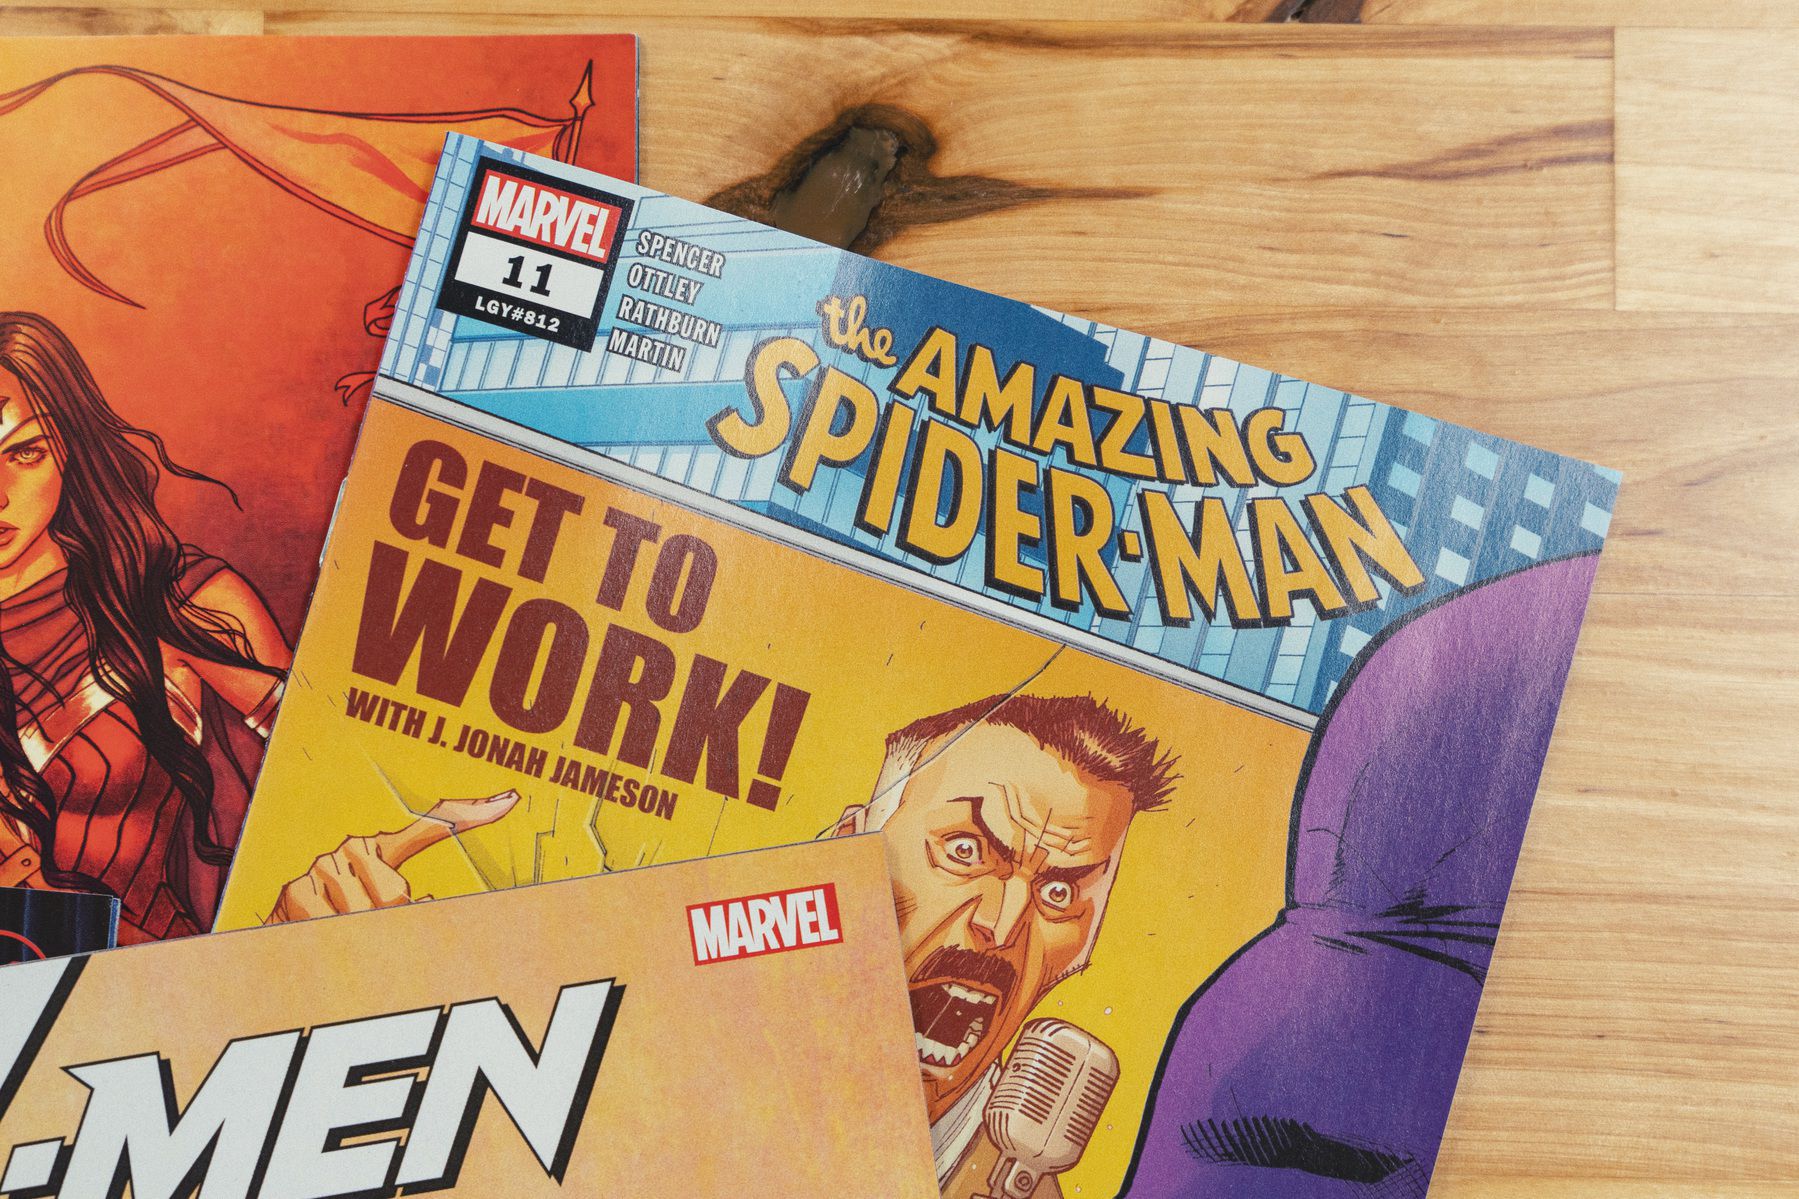 MARVEL
11
LGY#812
SPENCER
OTTLEY
RATHBURN
MARTIN
the AMAZING
SPIDER-MAN
GET TO
WORK!
WITH J. JONAH JAMESON
MARVEL
-MEN